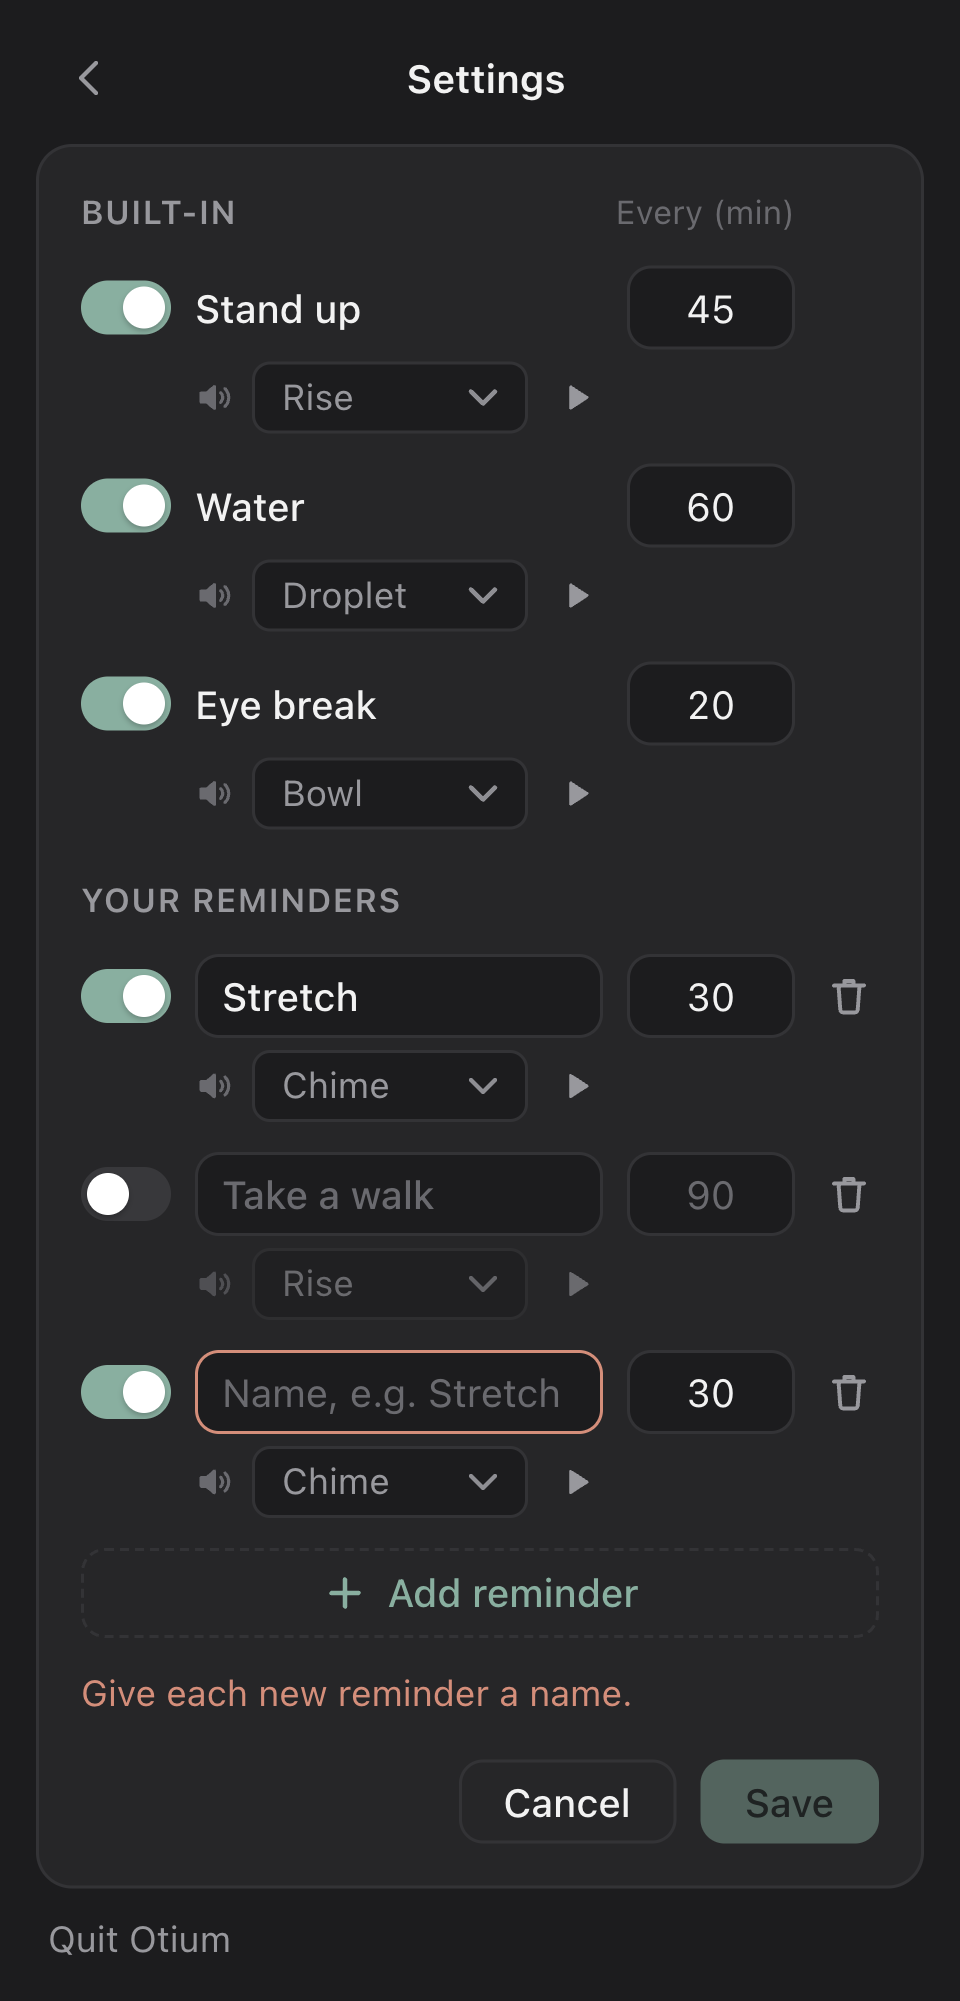 Settings
BUILT-IN Every (min)
Stand up 45
Rise
Water 60
Droplet
Eye break 20
Bowl
YOUR REMINDERS
Stretch 30
Chime
Take a walk 90
Rise
Name, e.g. Stretch 30
Chime
+ Add reminder
Give each new reminder a name.
Cancel Save
Quit Otium